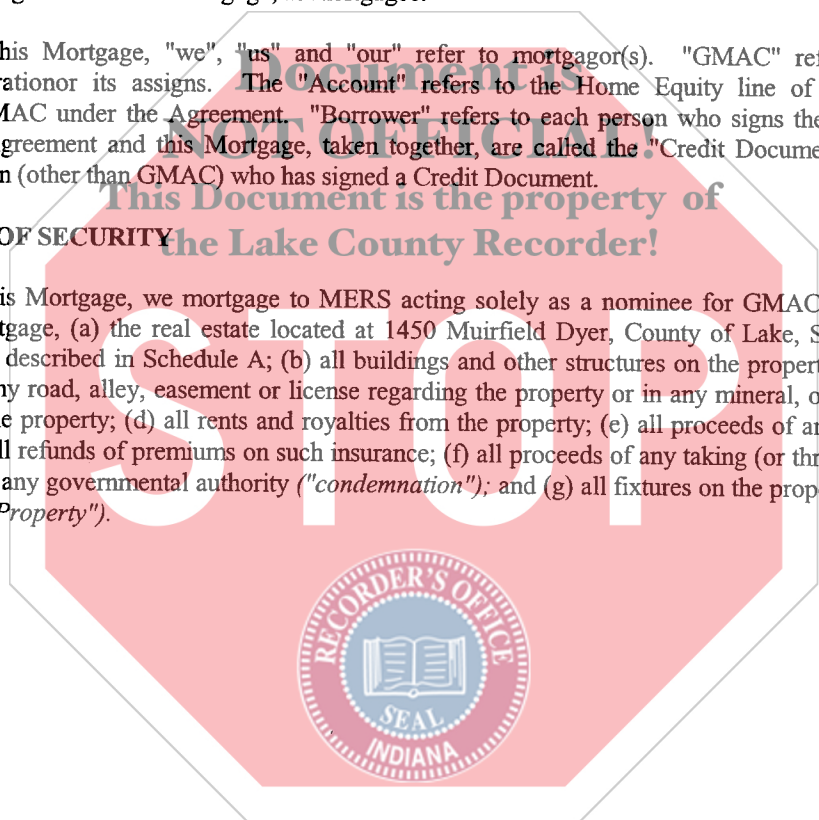 his Mortgage, "we", "us" and "our" refer to mortgagor(s). "GMAC" ref
Document is
rationor its assigns. The "Account" refers to the Home Equity line of
MAC under the Agreement. "Borrower" refers to each person who signs the
NOT OFFICIAL!
greement and this Mortgage, taken together, are called the "Credit Docume
n (other than GMAC) who has signed a Credit Document.
This Document is the property of
OF SECURITY
the Lake County Recorder!
is Mortgage, we mortgage to MERS acting solely as a nominee for GMAC
tgage, (a) the real estate located at 1450 Muirfield Dyer, County of Lake, S
described in Schedule A; (b) all buildings and other structures on the propert
ny road, alley, easement or license regarding the property or in any mineral, o
e property; (d) all rents and royalties from the property; (e) all proceeds of an
ll refunds of premiums on such insurance; (f) all proceeds of any taking (or thr
any governmental authority ("condemnation"); and (g) all fixtures on the prop
Property").
STOP
RECORDER'S OFFICE
SEAL
INDIANA